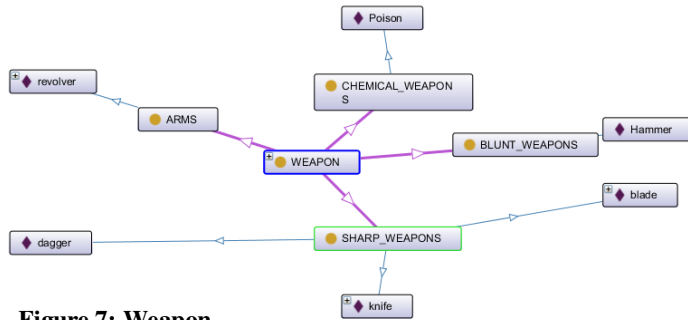 Poison
revolver
CHEMICAL_WEAPON
S
ARMS
Hammer
BLUNT_WEAPONS
WEAPON
blade
SHARP_WEAPONS
dagger
knife
Figure 7: Weapon